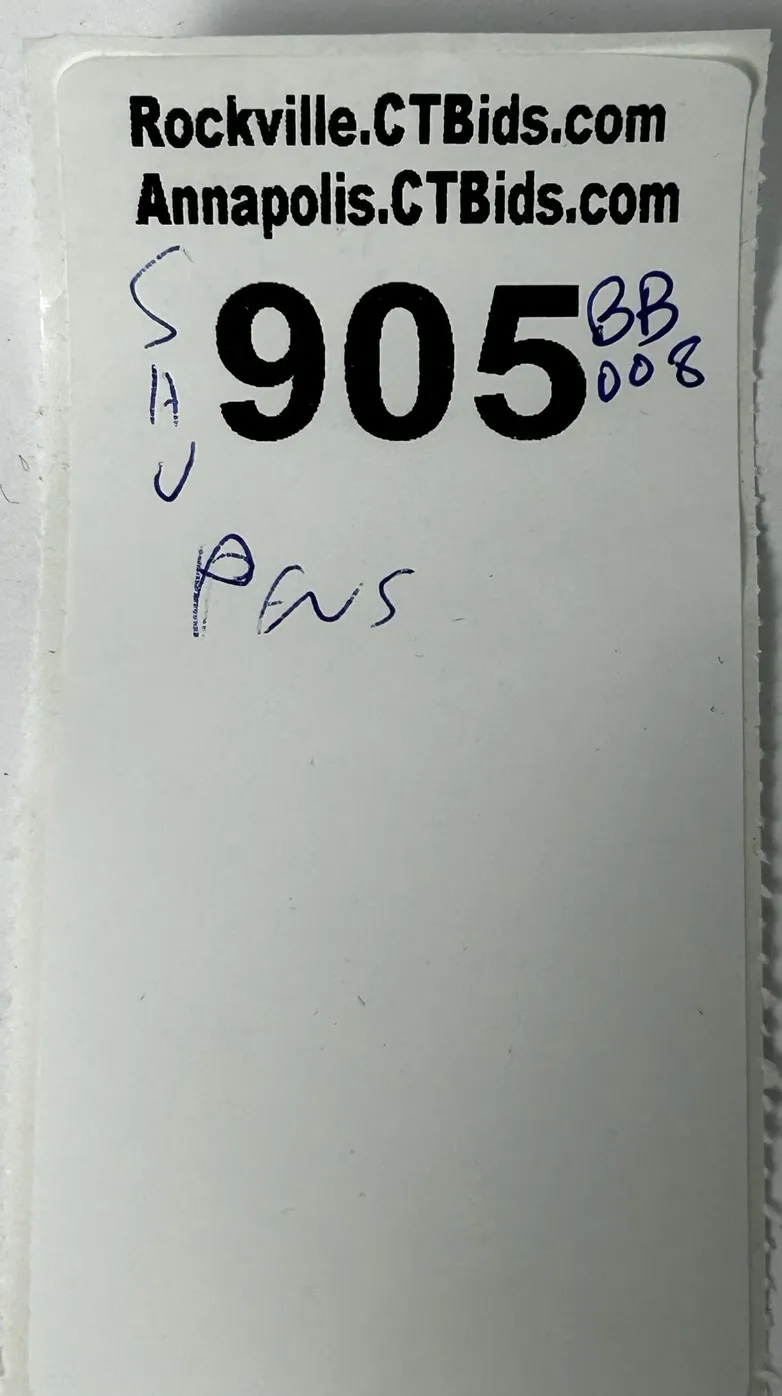 Rockville.CTBids.com
Annapolis.CTBids.com
905
BB
008
S
A
U
PENS